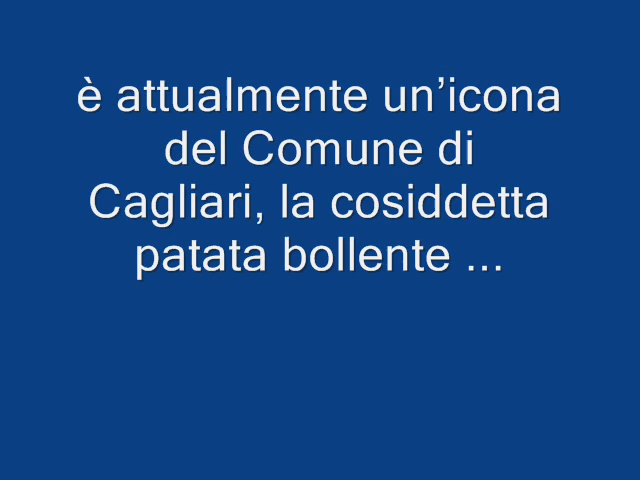 è attualmente un’icona
del Comune di
Cagliari, la cosiddetta
patata bollente ...